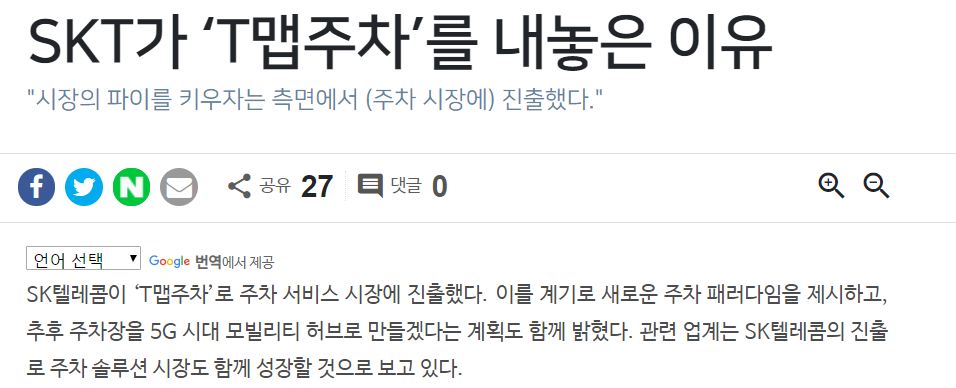 SKT가 ‘T맵주차’를 내놓은 이유
"시장의 파이를 키우자는 측면에서 (주차 시장에) 진출했다."
f N 공유 27 댓글 0
언어 선택 ▼ Google 번역에서 제공
SK텔레콤이 ‘T맵주차’로 주차 서비스 시장에 진출했다. 이를 계기로 새로운 주차 패러다임을 제시하고,
추후 주차장을 5G 시대 모빌리티 허브로 만들겠다는 계획도 함께 밝혔다. 관련 업계는 SK텔레콤의 진출
로 주차 솔루션 시장도 함께 성장할 것으로 보고 있다.